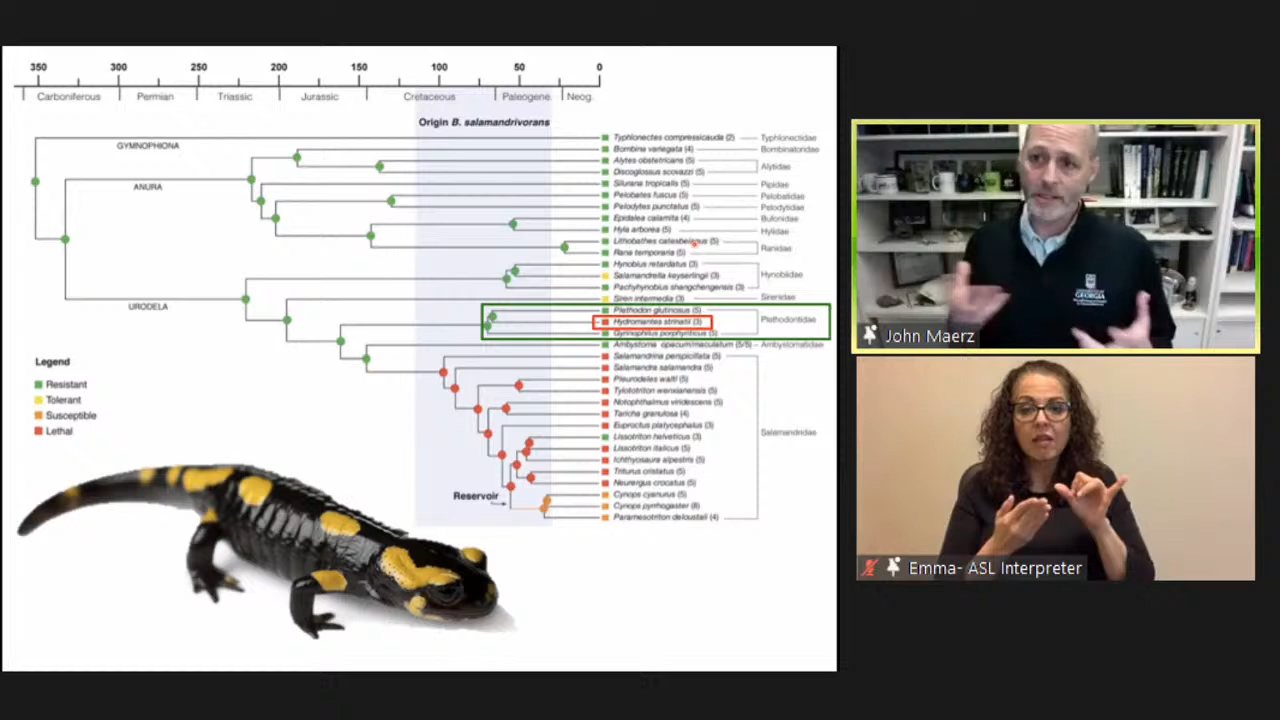 350 300 250 200 150 100 50 0
Carboniferous Permian Triassic Jurassic Cretaceous Paleogene Neog.
Origin B. salamandrivorans
GYMNOPHIONA
ANURA
URODELA
Typhlonectes compressicauda (2) Typhlonectidae
Bombina variegata (4) Bombinatoridae
Alytes obstetricans (5)
Alytidae
Discoglossus scovazzi (5)
Silurana tropicalis (5) Pipidae
Pelobates fuscus (5) Pelobatidae
Pelodytes punctatus (5) Pelodytidae
Epidalea calamita (4) Bufonidae
Hyla arborea (5) Hylidae
Lithobathes catesbeianus (5)
Ranidae
Rana temporaria (5)
Hynobius retardatus (3)
Salamandrella keyserlingii (3) Hynobiidae
Pachyhynobius shangchengensis (3)
Siren intermedia (3) Sirenidae
Plethodon glutinosus (5)
Hydromantes strinatii (3) Plethodontidae
Gyrinophilus porphyriticus (5)
Ambystoma opacum/maculatum (5/5) Ambystomatidae
Salamandrina perspicillata (5)
Salamandra salamandra (5)
Pleurodeles waltl (5)
Tylototriton wenxianensis (5)
Notophthalmus viridescens (5)
Taricha granulosa (4)
Euproctus platycephalus (3)
Salamandridae
Lissotriton helveticus (3)
Lissotriton italicus (5)
Ichthyosaura alpestris (5)
Triturus cristatus (5)
Neurergus crocatus (5)
Cynops cyanurus (5)
Cynops pyrrhogaster (8)
Paramesotriton deloustali (4)
Reservoir
Legend
Resistant
Tolerant
Susceptible
Lethal
GEORGIA
John Maerz
Emma- ASL Interpreter